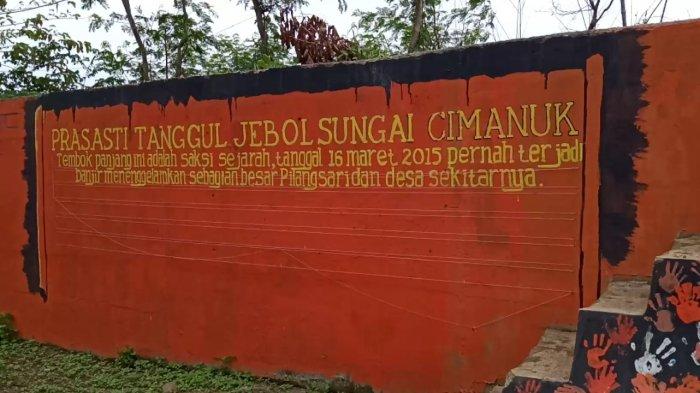 PRASASTI TANGGUL JEBOL SUNGAI CIMANUK
Tembok panjang ini adalah saksi sejarah, tanggal 16 maret 2015 pernah terjadi
banjir menenggelamkan sebagian besar Pilangsari dan desa sekitarnya.